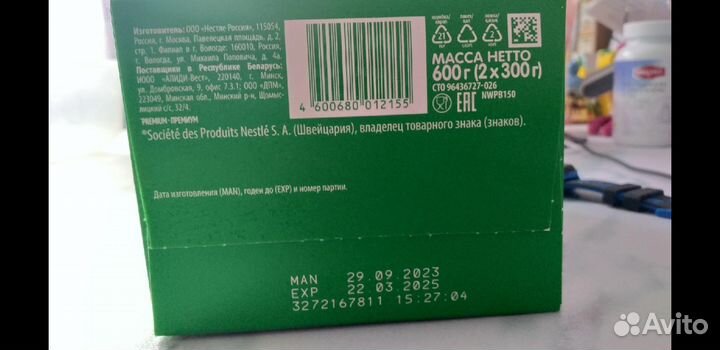 Изготовитель: ООО «Нестле Россия», 115054,
Россия, г. Москва, Павелецкая площадь, д. 2,
стр. 1. Филиал в г. Вологде: 160010, Россия,
г. Вологда, ул. Михаила Поповича, д. 4а.
Поставщики в Республике Беларусь:
ИООО «АЛИДИ-Вест», 220140, г. Минск,
ул. Домбровская, 9, офис 7.3.1; ООО «ДПМ»,
223049, Минская обл., Минский р-н, Щомыс-
лицкий с/с, 32/4.
PREMIUM - ПРЕМИУМ
®Société des Produits Nestlé S. A. (Швейцария), владелец товарного знака (знаков).
4 600680 012155
21
PAP
МАССА НЕТТО
600 г (2 x 300 г)
СТО 96436727-026
EAC NWPB150
Дата изготовления (MAN), годен до (EXP) и номер партии.
MAN 29.09.2023
EXP 22.03.2025
3272167811 15:27:04
Avito